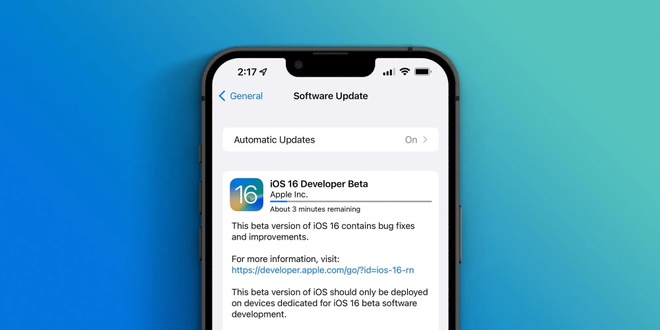 2:17
General
Software Update
Automatic Updates
On
16
iOS 16 Developer Beta
Apple Inc.
About 3 minutes remaining
This beta version of iOS 16 contains bug fixes
and improvements.
For more information, visit:
https://developer.apple.com/go/?id=ios-16-rn
This beta version of iOS should only be deployed
on devices dedicated for iOS 16 beta software
development.